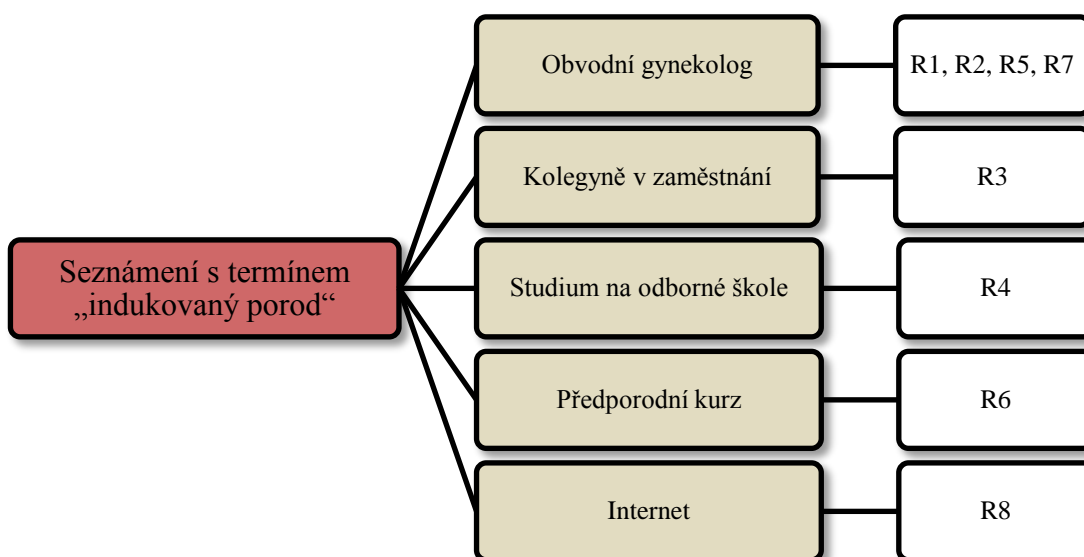 Seznámení s termínem
„indukovaný porod“
Obvodní gynekolog
R1, R2, R5, R7
Kolegyně v zaměstnání
R3
Studium na odborné škole
R4
Předporodní kurz
R6
Internet
R8